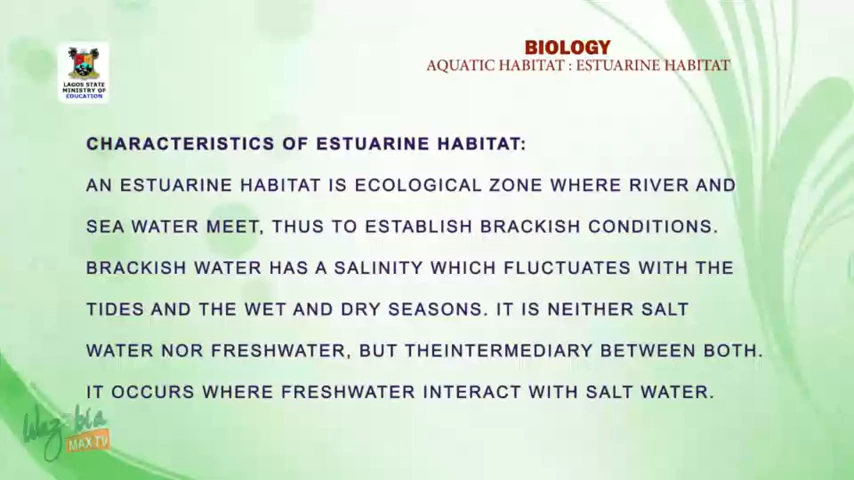 BIOLOGY
AQUATIC HABITAT : ESTUARINE HABITAT
LAGOS STATE
MINISTRY OF
EDUCATION
CHARACTERISTICS OF ESTUARINE HABITAT:
AN ESTUARINE HABITAT IS ECOLOGICAL ZONE WHERE RIVER AND
SEA WATER MEET, THUS TO ESTABLISH BRACKISH CONDITIONS.
BRACKISH WATER HAS A SALINITY WHICH FLUCTUATES WITH THE
TIDES AND THE WET AND DRY SEASONS. IT IS NEITHER SALT
WATER NOR FRESHWATER, BUT THEINTERMEDIARY BETWEEN BOTH.
IT OCCURS WHERE FRESHWATER INTERACT WITH SALT WATER.
Wazobia
MAX TV